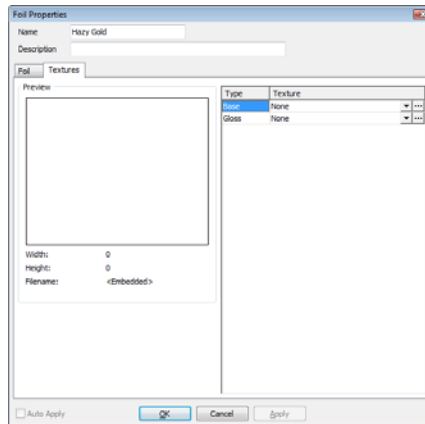 Foil Properties
Name Hazy Gold
Description
Foil Textures
Preview
Type Texture
Base None
Gloss None
Width: 0
Height: 0
Filename: <Embedded>
Auto Apply OK Cancel Apply